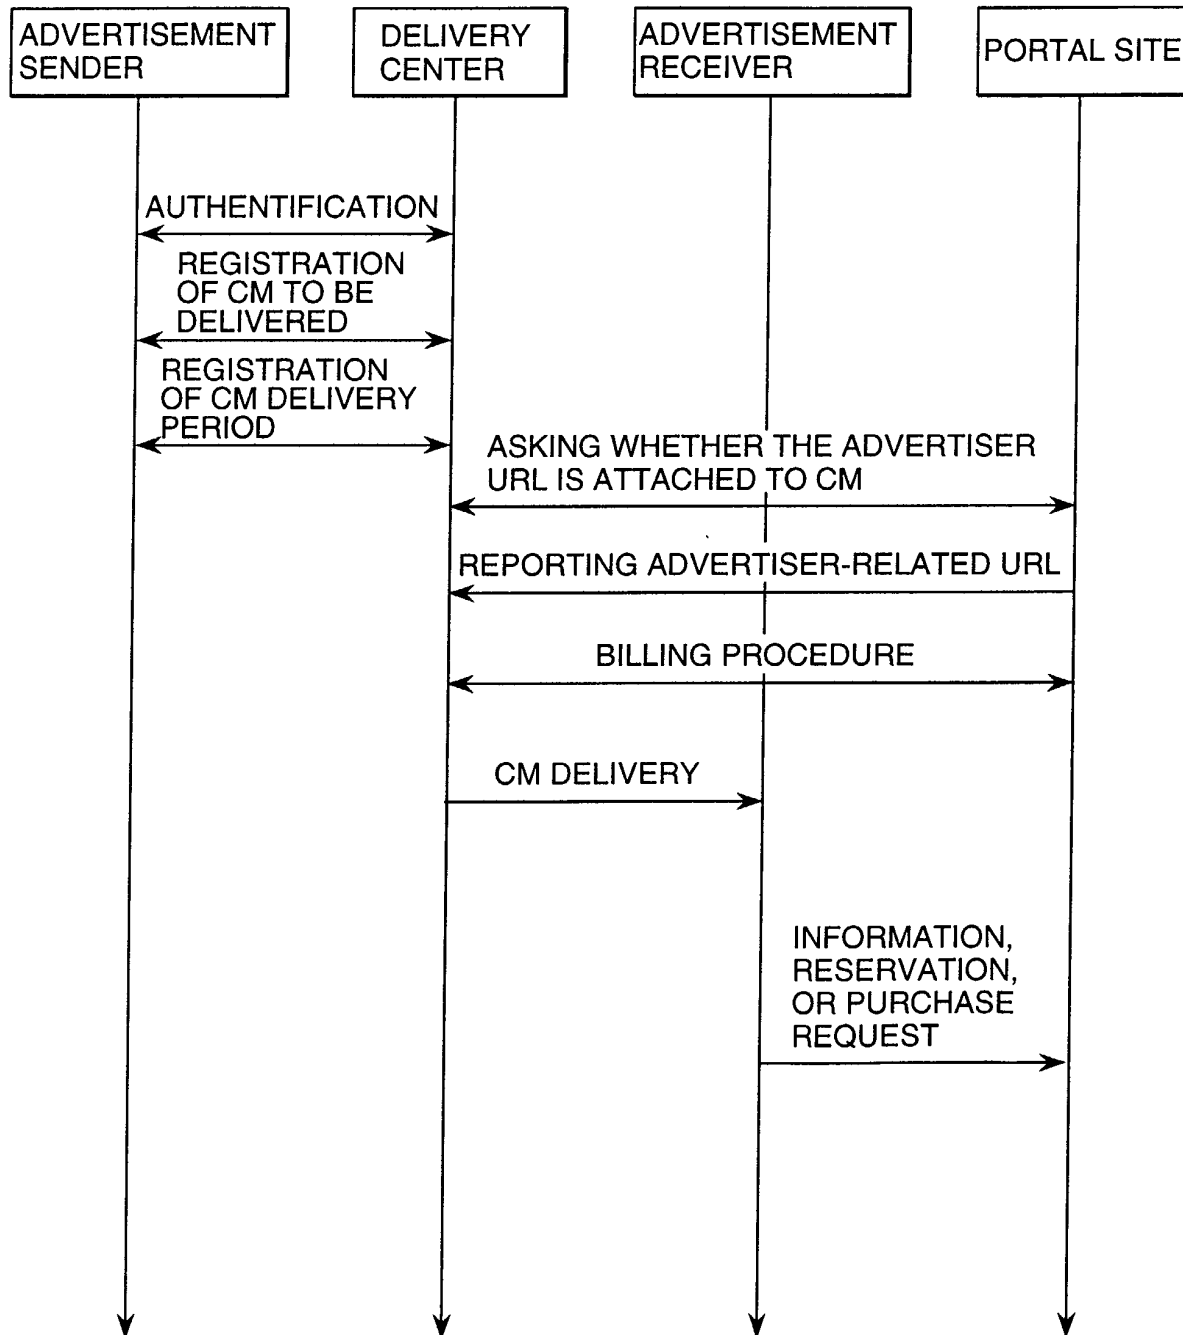 ADVERTISEMENT
SENDER
DELIVERY
CENTER
ADVERTISEMENT
RECEIVER
PORTAL SITE
AUTHENTIFICATION
REGISTRATION
OF CM TO BE
DELIVERED
REGISTRATION
OF CM DELIVERY
PERIOD
ASKING WHETHER THE ADVERTISER
URL IS ATTACHED TO CM
REPORTING ADVERTISER-RELATED URL
BILLING PROCEDURE
CM DELIVERY
INFORMATION,
RESERVATION,
OR PURCHASE
REQUEST